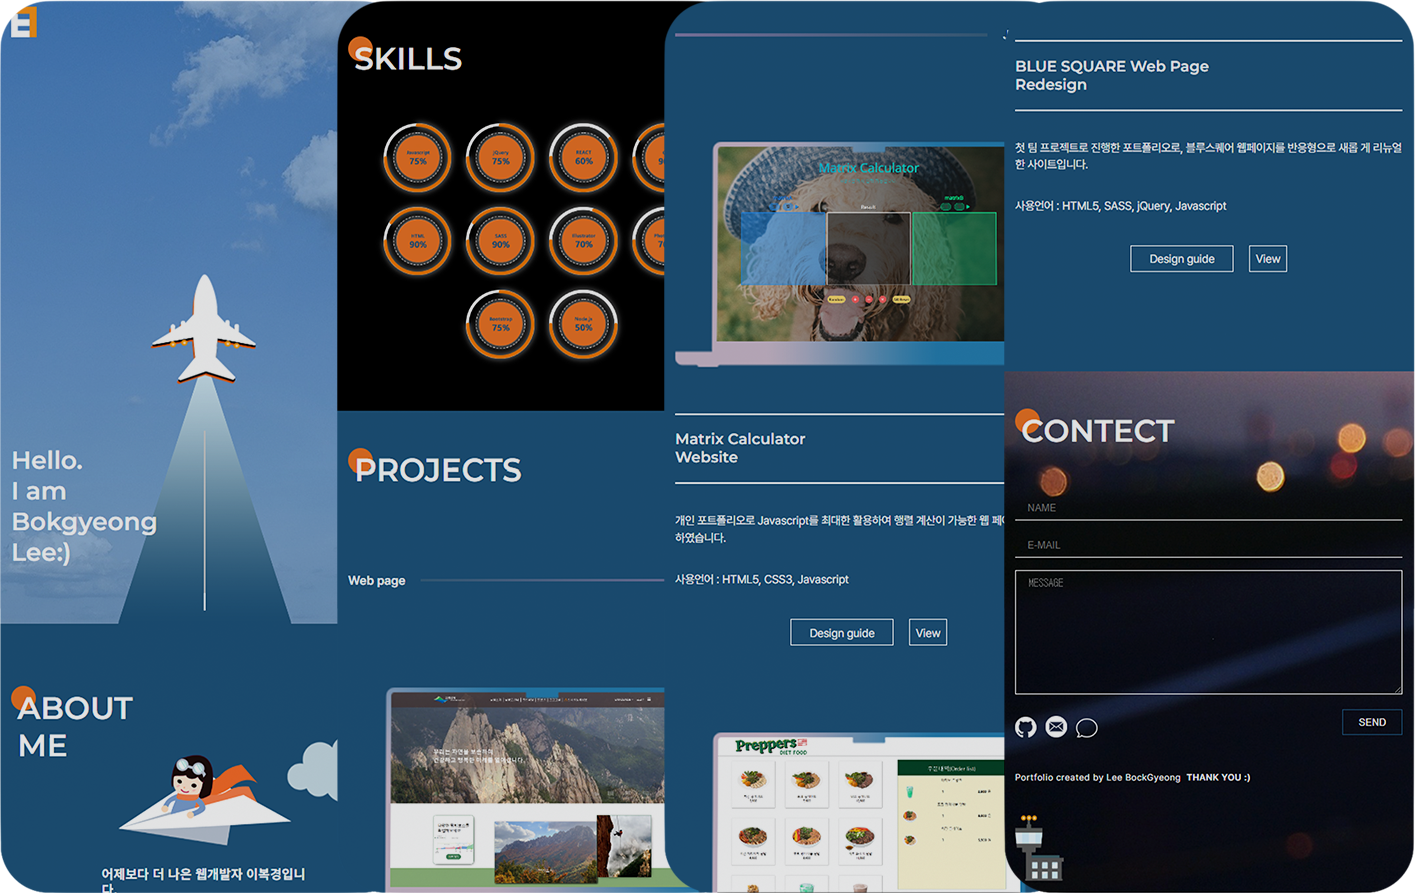 Hello.
I am
Bokgyeong
Lee:)
ABOUT
ME
어제보다 더 나은 웹개발자 이복경입니
다.
SKILLS
Javascript
75%
jQuery
75%
REACT
60%
HTML
90%
SASS
90%
Illustrator
70%
Bootstrap
75%
Node.js
50%
PROJECTS
Web page
Matrix Calculator
Result
Matrix Calculator
Website
개인 포트폴리오로 Javascript를 최대한 활용하여 행렬 계산이 가능한 웹 페
하였습니다.
사용언어 : HTML5, CSS3, Javascript
Design guide
View
Preppers
DIET FOOD
주문내역(Order list)
BLUE SQUARE Web Page
Redesign
첫 팀 프로젝트로 진행한 포트폴리오로, 블루스퀘어 웹페이지를 반응형으로 새롭 게 리뉴얼
한 사이트입니다.
사용언어 : HTML5, SASS, jQuery, Javascript
Design guide
View
CONTECT
NAME
E-MAIL
MESSAGE
SEND
Portfolio created by Lee BockGyeong THANK YOU :)